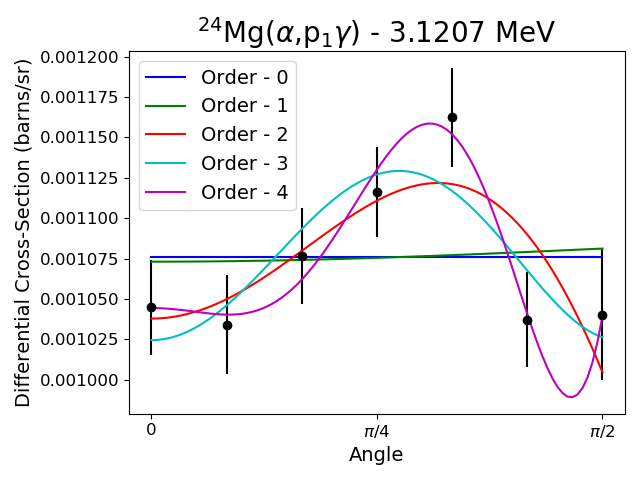 ²⁴Mg(α,p₁γ) - 3.1207 MeV
Differential Cross-Section (barns/sr)
0.001200
0.001175
0.001150
0.001125
0.001100
0.001075
0.001050
0.001025
0.001000
Order - 0
Order - 1
Order - 2
Order - 3
Order - 4
0
π/4
π/2
Angle